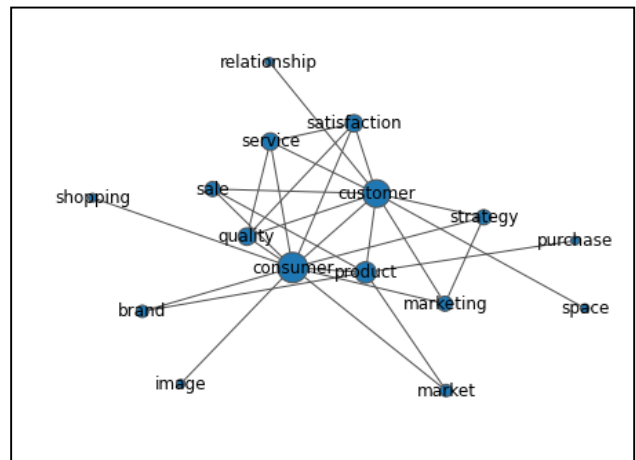 relationship
satisfaction
service
sale
customer
shopping
strategy
quality
purchase
consumer
product
marketing
brand
space
image
market